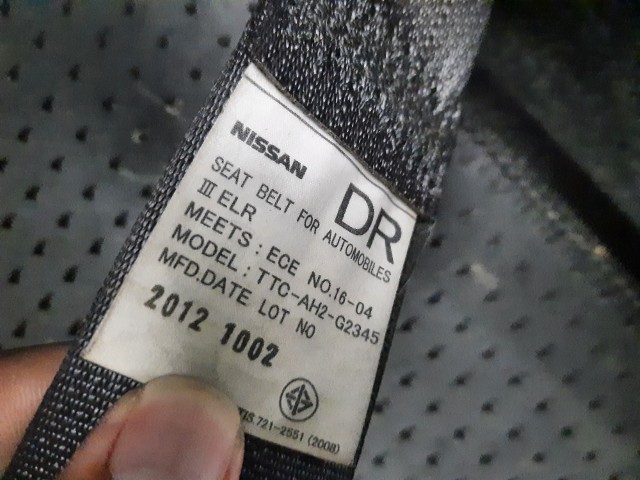 NISSAN
DR
SEAT BELT FOR AUTOMOBILES
III ELR
MEETS : ECE NO.16-04
MODEL : TTC-AH2-G2345
MFD.DATE LOT NO
2012 1002
TIS.721-2551 (2008)